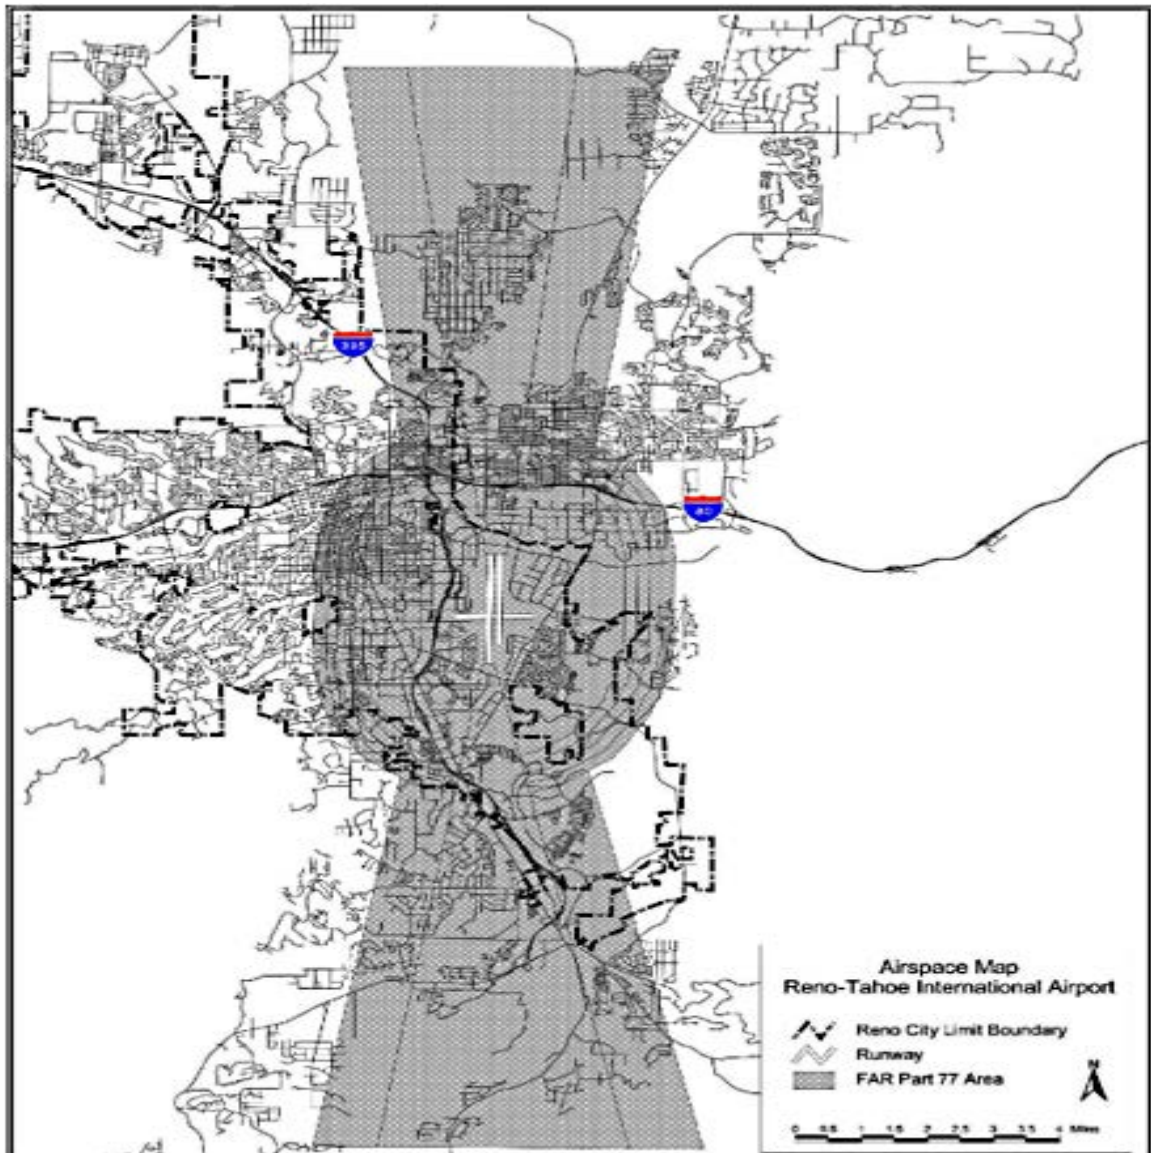 395
80
Airspace Map
Reno-Tahoe International Airport
Reno City Limit Boundary
Runway
FAR Part 77 Area
N
0 0.5 1 1.5 2 2.5 3 3.5 4 Miles